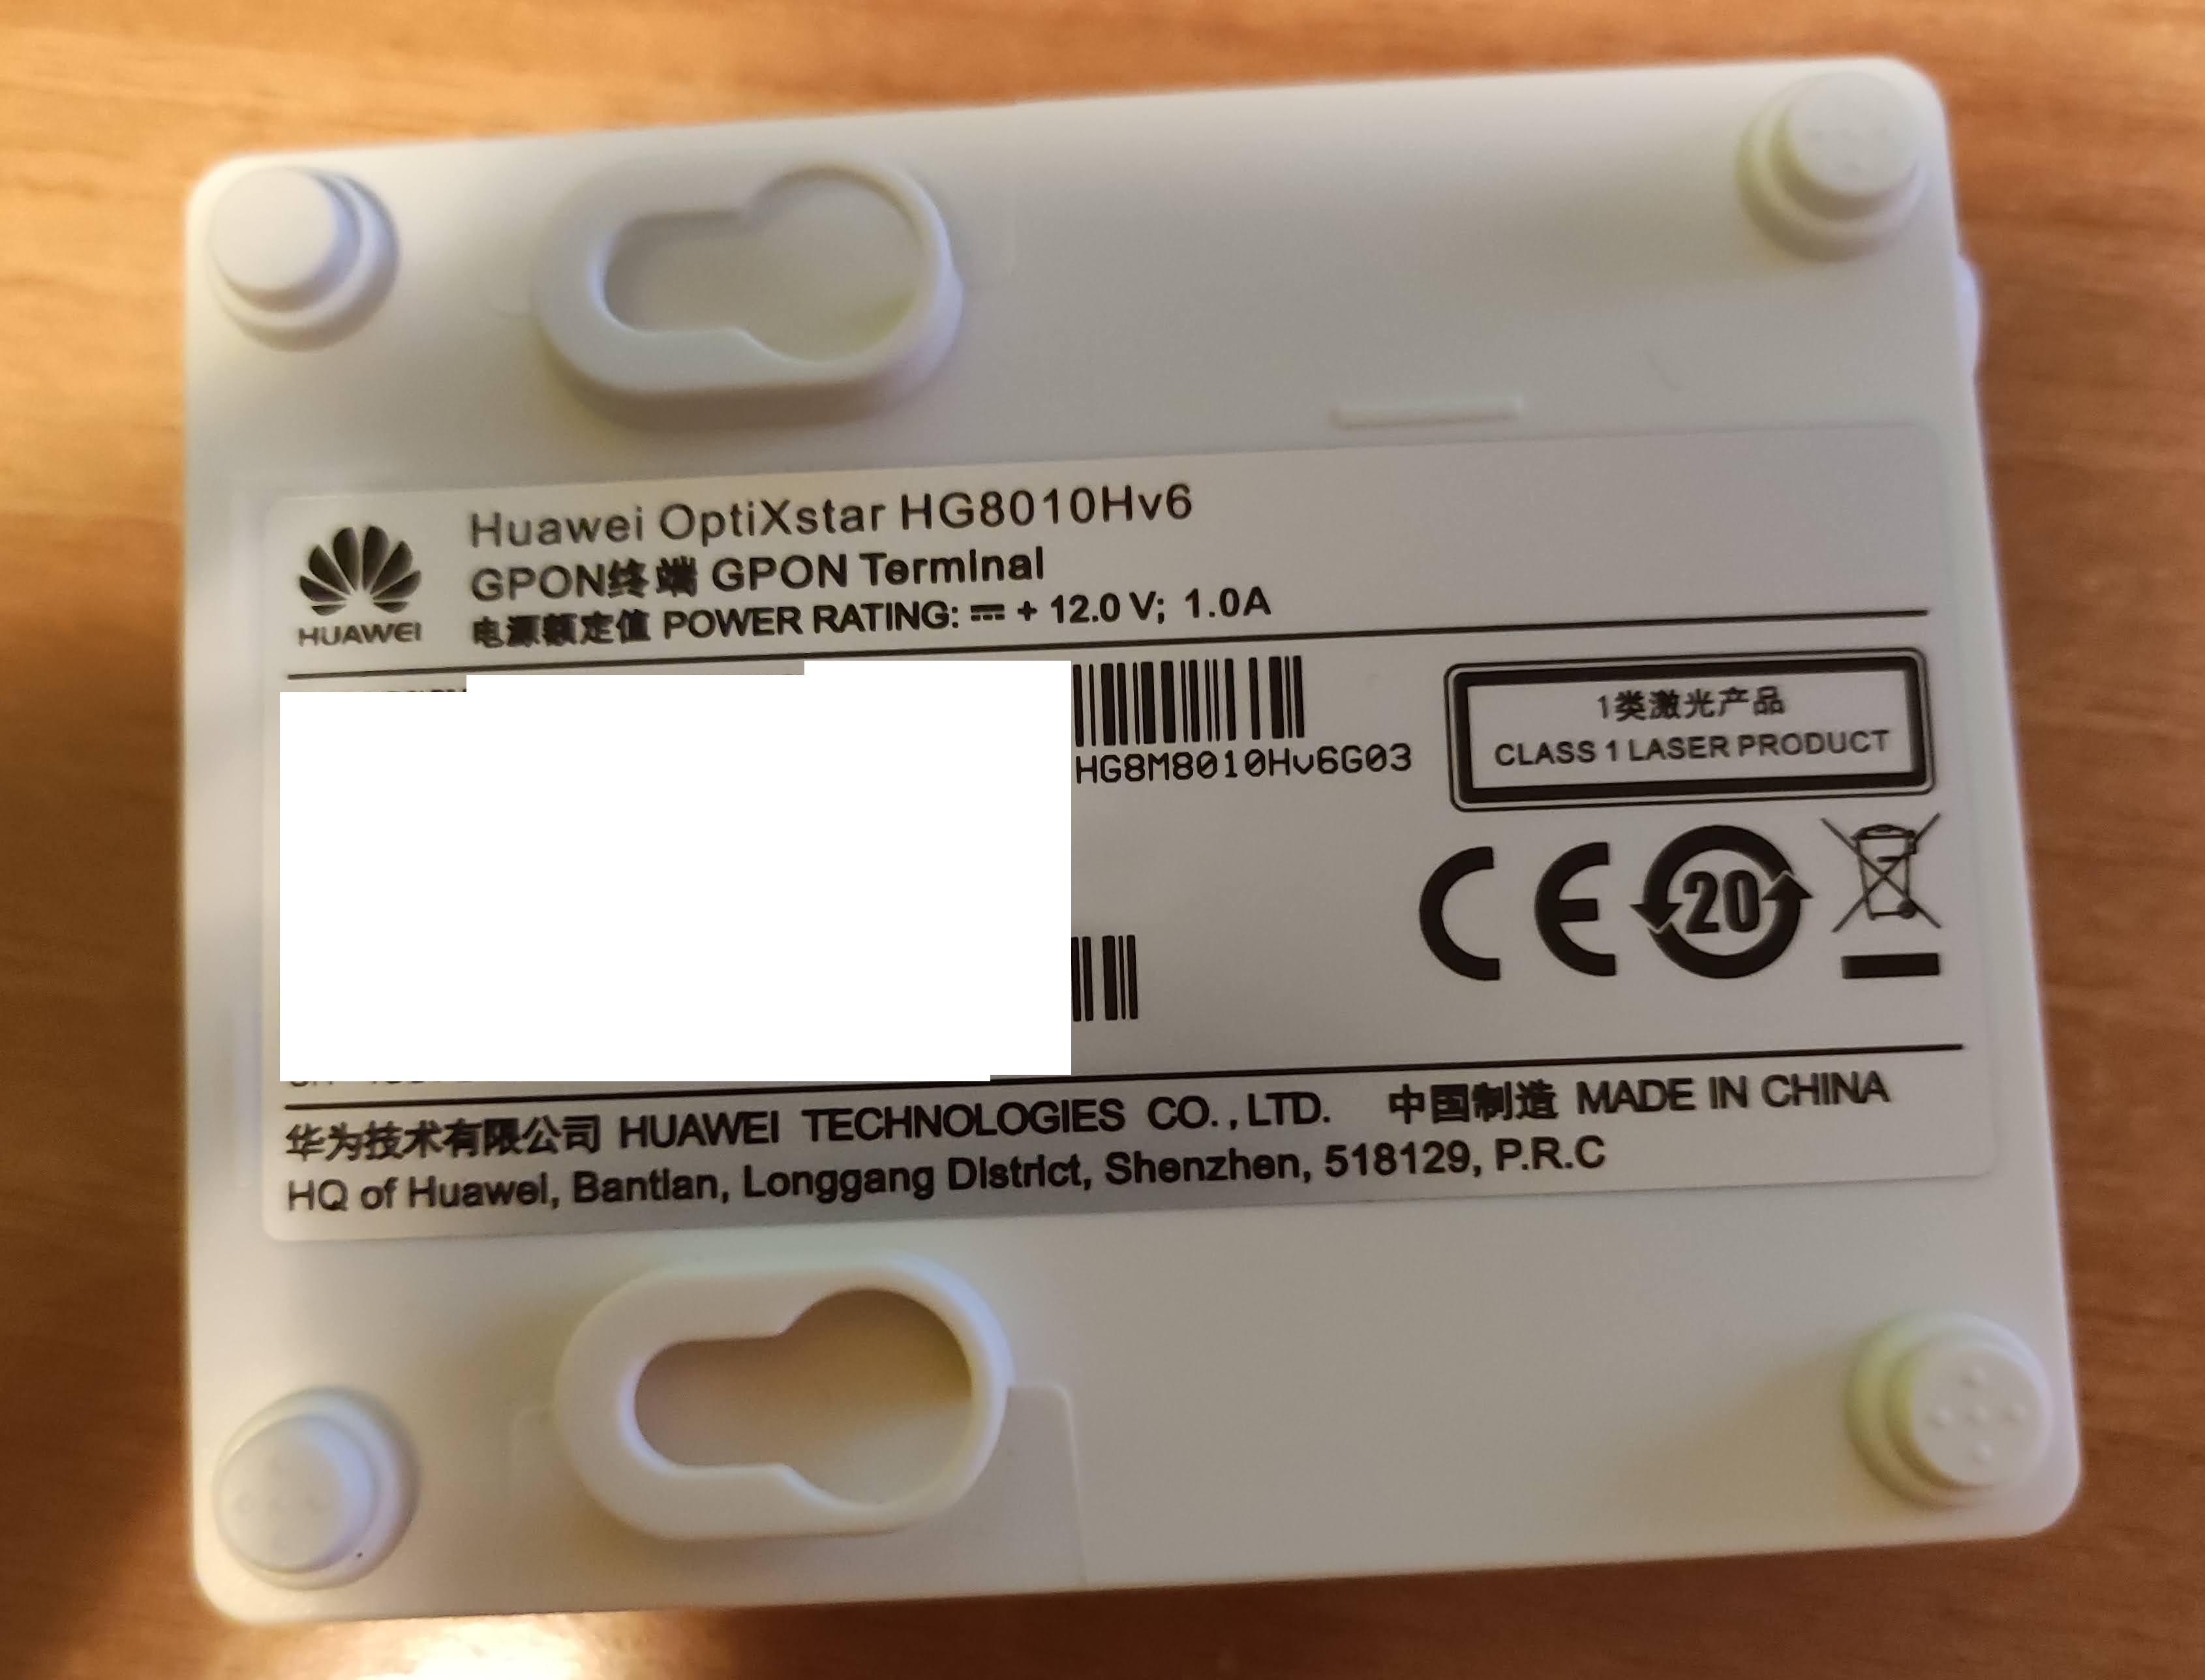 Huawei OptiXstar HG8010Hv6
GPON终端 GPON Terminal
电源额定值 POWER RATING: ⎓ + 12.0 V; 1.0A
HUAWEI
HG8M8010Hv6G03
1类激光产品
CLASS 1 LASER PRODUCT
CE
20
华为技术有限公司 HUAWEI TECHNOLOGIES CO.,LTD. 中国制造 MADE IN CHINA
HQ of Huawei, Bantian, Longgang District, Shenzhen, 518129, P.R.C